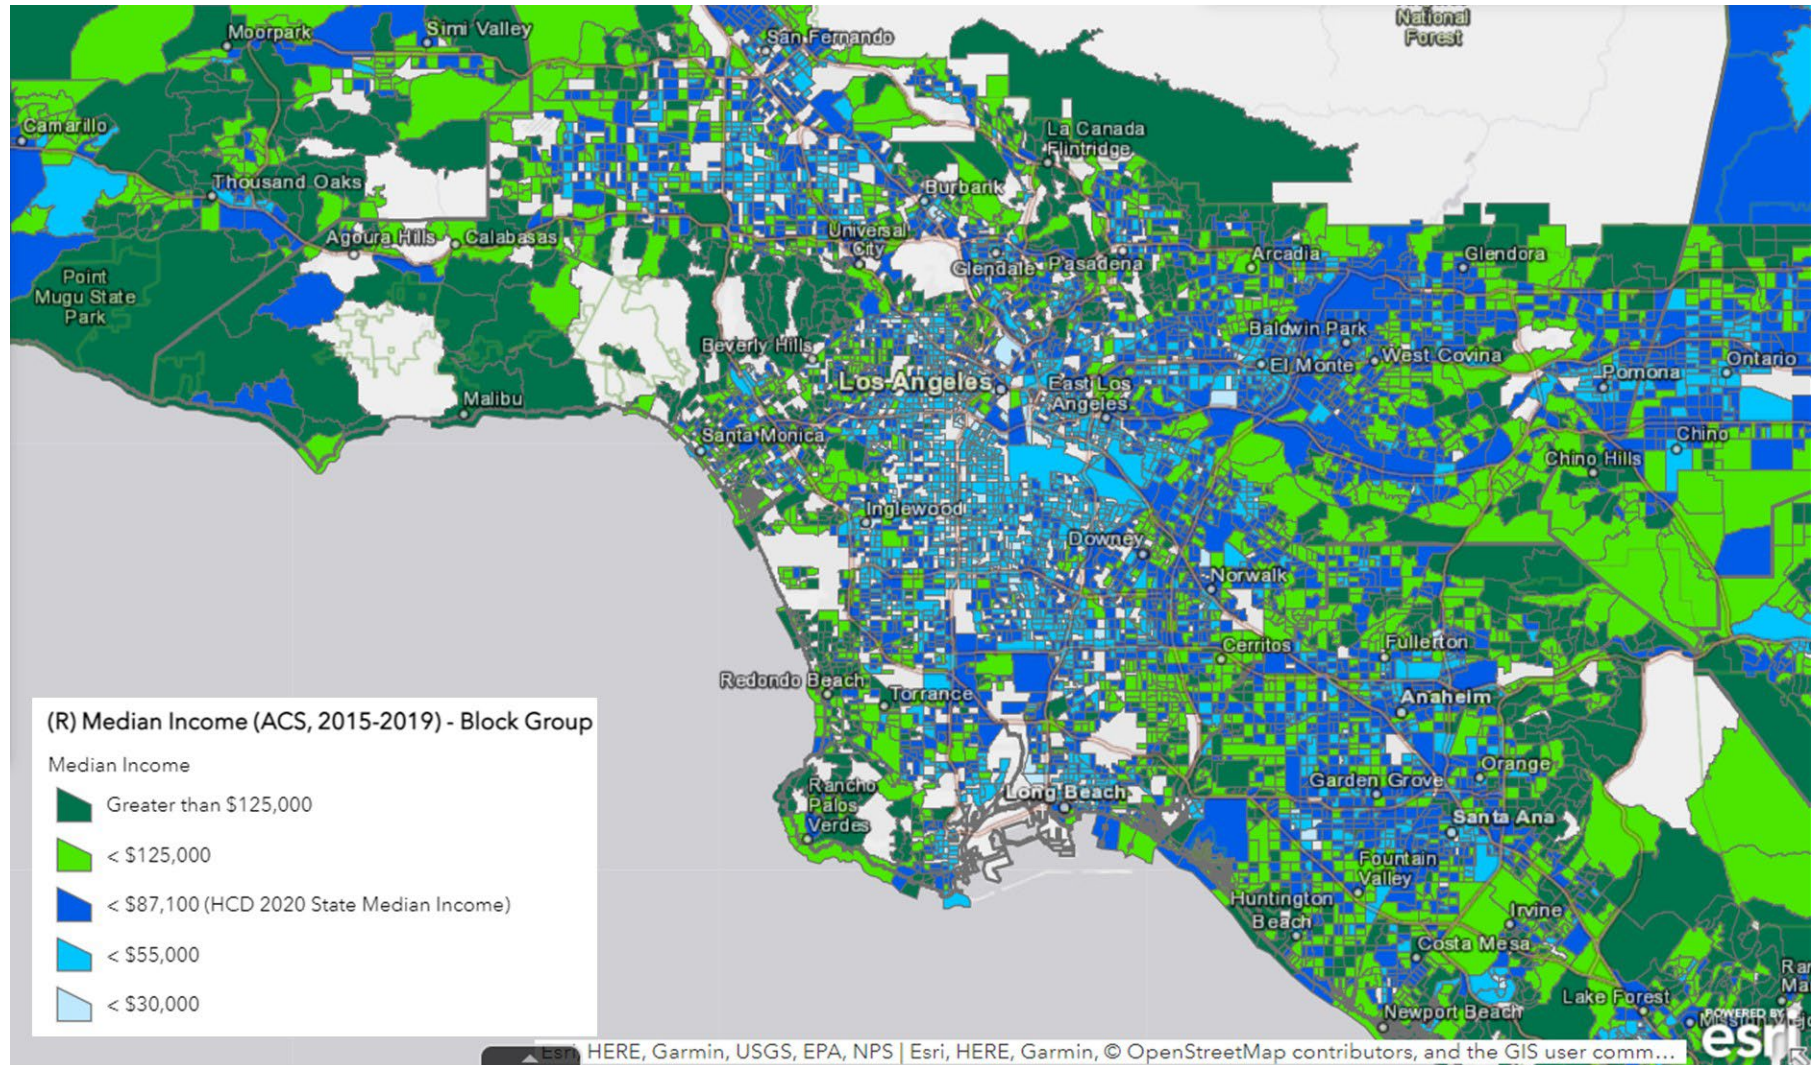 National
Forest
Moorpark
Simi Valley
San Fernando
Camarillo
La Canada
Flintridge
Thousand Oaks
Burbank
Agoura Hills
Calabasas
Universal
City
Glendale
Pasadena
Arcadia
Glendora
Point
Mugu State
Park
Beverly Hills
Baldwin Park
El Monte
West Covina
Ontario
Pomona
Los Angeles
East Los
Angeles
Malibu
Santa Monica
Chino
Chino Hills
Inglewood
Downey
Norwalk
Cerritos
Fullerton
Redondo Beach
Torrance
Anaheim
(R) Median Income (ACS, 2015-2019) - Block Group
Median Income
Greater than $125,000
< $125,000
< $87,100 (HCD 2020 State Median Income)
< $55,000
< $30,000
Rancho
Palos
Verdes
Long Beach
Garden Grove
Orange
Santa Ana
Fountain
Valley
Huntington
Beach
Irvine
Costa Mesa
Lake Forest
Newport Beach
POWERED BY
esri
Esri, HERE, Garmin, USGS, EPA, NPS | Esri, HERE, Garmin, © OpenStreetMap contributors, and the GIS user comm...